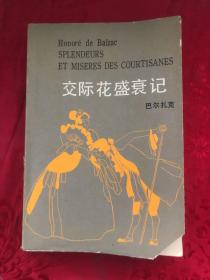 Honoré de Balzac
SPLENDEURS
ET MISERES DES COURTISANES
交际花盛衰记
巴尔扎克